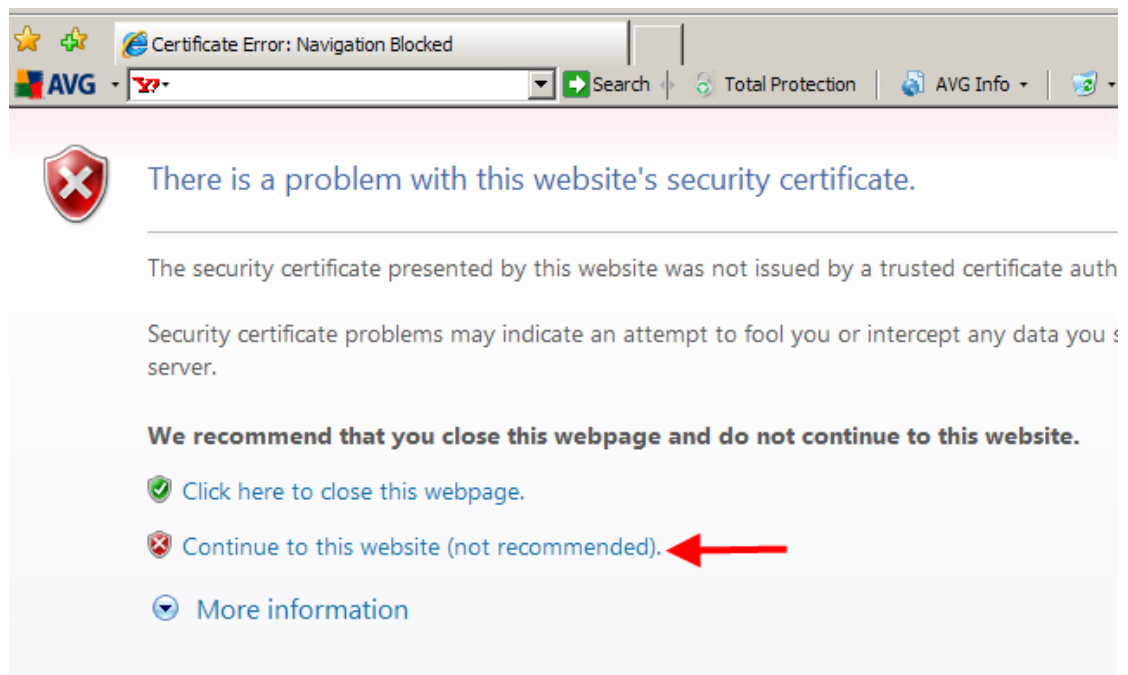 Certificate Error: Navigation Blocked
AVG Y? Search Total Protection AVG Info
There is a problem with this website's security certificate.
The security certificate presented by this website was not issued by a trusted certificate auth
Security certificate problems may indicate an attempt to fool you or intercept any data you s
server.
We recommend that you close this webpage and do not continue to this website.
Click here to close this webpage.
Continue to this website (not recommended).
More information